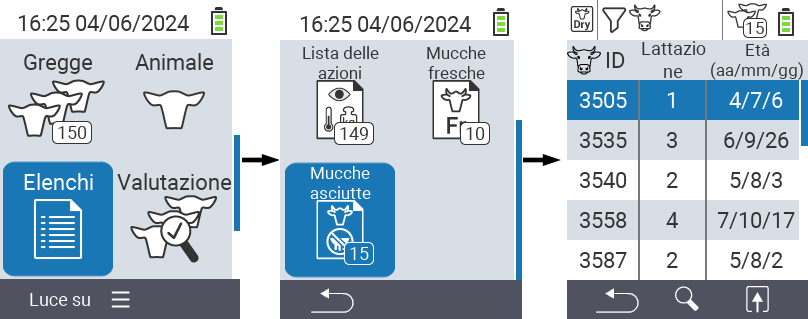 16:25 04/06/2024
Gregge
Animale
150
Elenchi
Valutazione
Luce su
16:25 04/06/2024
Lista delle
azioni
Mucche
fresche
kg
149
Fr
10
Mucche
asciutte
15
Dry
15
ID
Lattazio
ne
Età
(aa/mm/gg)
3505 1 4/7/6
3535 3 6/9/26
3540 2 5/8/3
3558 4 7/10/17
3587 2 5/8/2